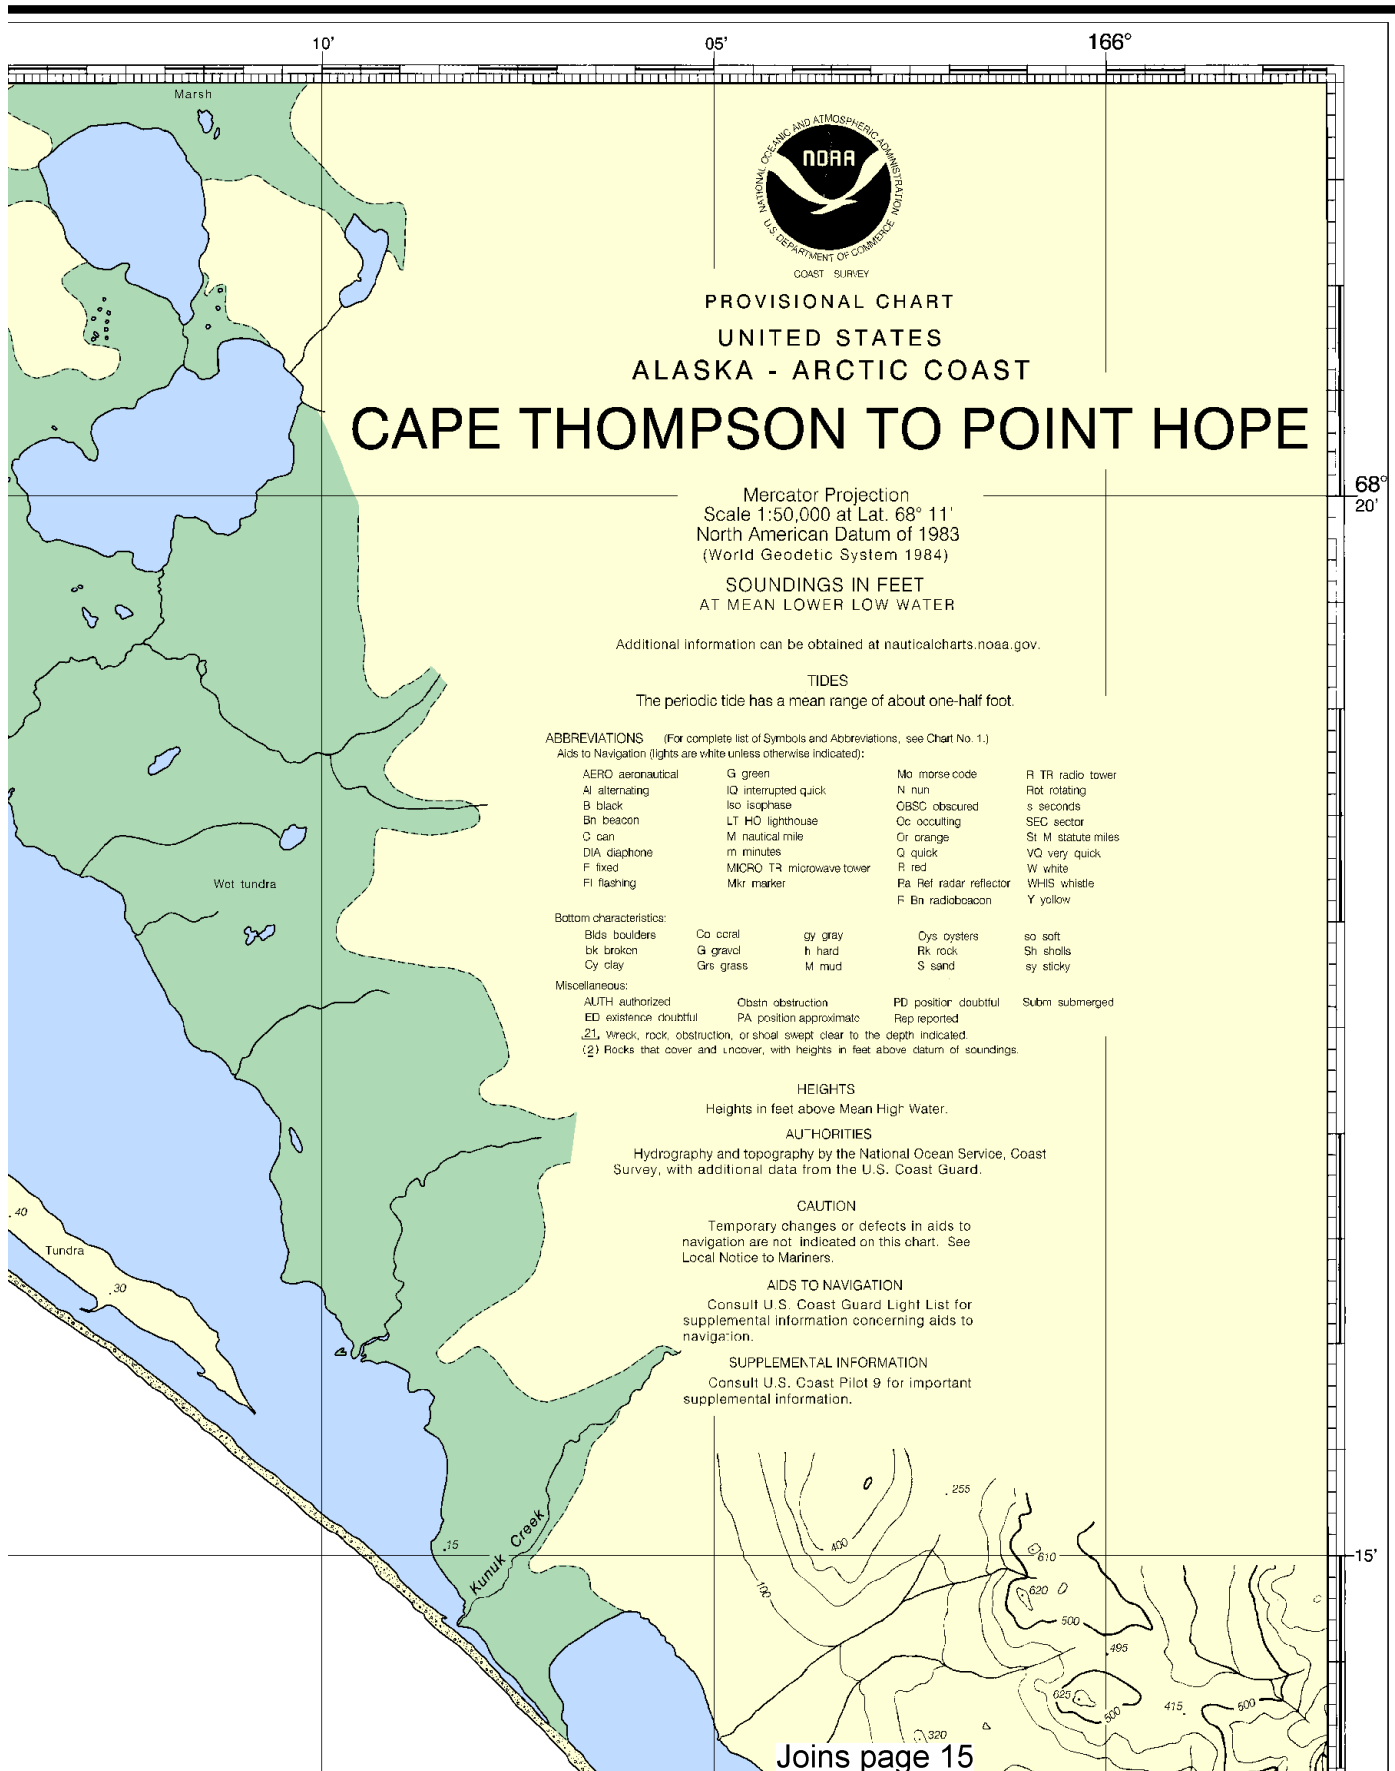 10'
05'
166°
Marsh
NATIONAL OCEANIC AND ATMOSPHERIC ADMINISTRATION
NOAA
U.S. DEPARTMENT OF COMMERCE
COAST SURVEY
PROVISIONAL CHART
UNITED STATES
ALASKA - ARCTIC COAST
CAPE THOMPSON TO POINT HOPE
68°
20'
Mercator Projection
Scale 1:50,000 at Lat. 68° 11'
North American Datum of 1983
(World Geodetic System 1984)
SOUNDINGS IN FEET
AT MEAN LOWER LOW WATER
Additional information can be obtained at nauticalcharts.noaa.gov.
TIDES
The periodic tide has a mean range of about one-half foot.
ABBREVIATIONS (For complete list of Symbols and Abbreviations, see Chart No. 1.)
Aids to Navigation (lights are white unless otherwise indicated):
AERO aeronautical G green Mo morse code R TR radio tower
Al alternating IQ interrupted quick N nun Rot rotating
B black Iso isophase OBSC obscured s seconds
Bn beacon LT HO lighthouse Oc occulting SEC sector
C can M nautical mile Or orange St M statute miles
DIA diaphone m minutes Q quick VQ very quick
F fixed MICRO TR microwave tower R red W white
Fl flashing Mkr marker Ra Ref radar reflector WHIS whistle
R Bn radiobeacon Y yellow
Bottom characteristics:
Blds boulders Co coral gy gray Oys oysters so soft
bk broken G gravel h hard Rk rock Sh shells
Cy clay Grs grass M mud S sand sy sticky
Miscellaneous:
AUTH authorized Obstn obstruction PD position doubtful Subm submerged
ED existence doubtful PA position approximate Rep reported
21, Wreck, rock, obstruction, or shoal swept clear to the depth indicated.
(2) Rocks that cover and uncover, with heights in feet above datum of soundings.
Wet tundra
HEIGHTS
Heights in feet above Mean High Water.
AUTHORITIES
Hydrography and topography by the National Ocean Service, Coast
Survey, with additional data from the U.S. Coast Guard.
CAUTION
Temporary changes or defects in aids to
navigation are not indicated on this chart. See
Local Notice to Mariners.
AIDS TO NAVIGATION
Consult U.S. Coast Guard Light List for
supplemental information concerning aids to
navigation.
SUPPLEMENTAL INFORMATION
Consult U.S. Coast Pilot 9 for important
supplemental information.
40
Tundra
30
255
400
15
Kunuk Creek
610
15'
100
620
500
495
625
500
415
500
320
Joins page 15